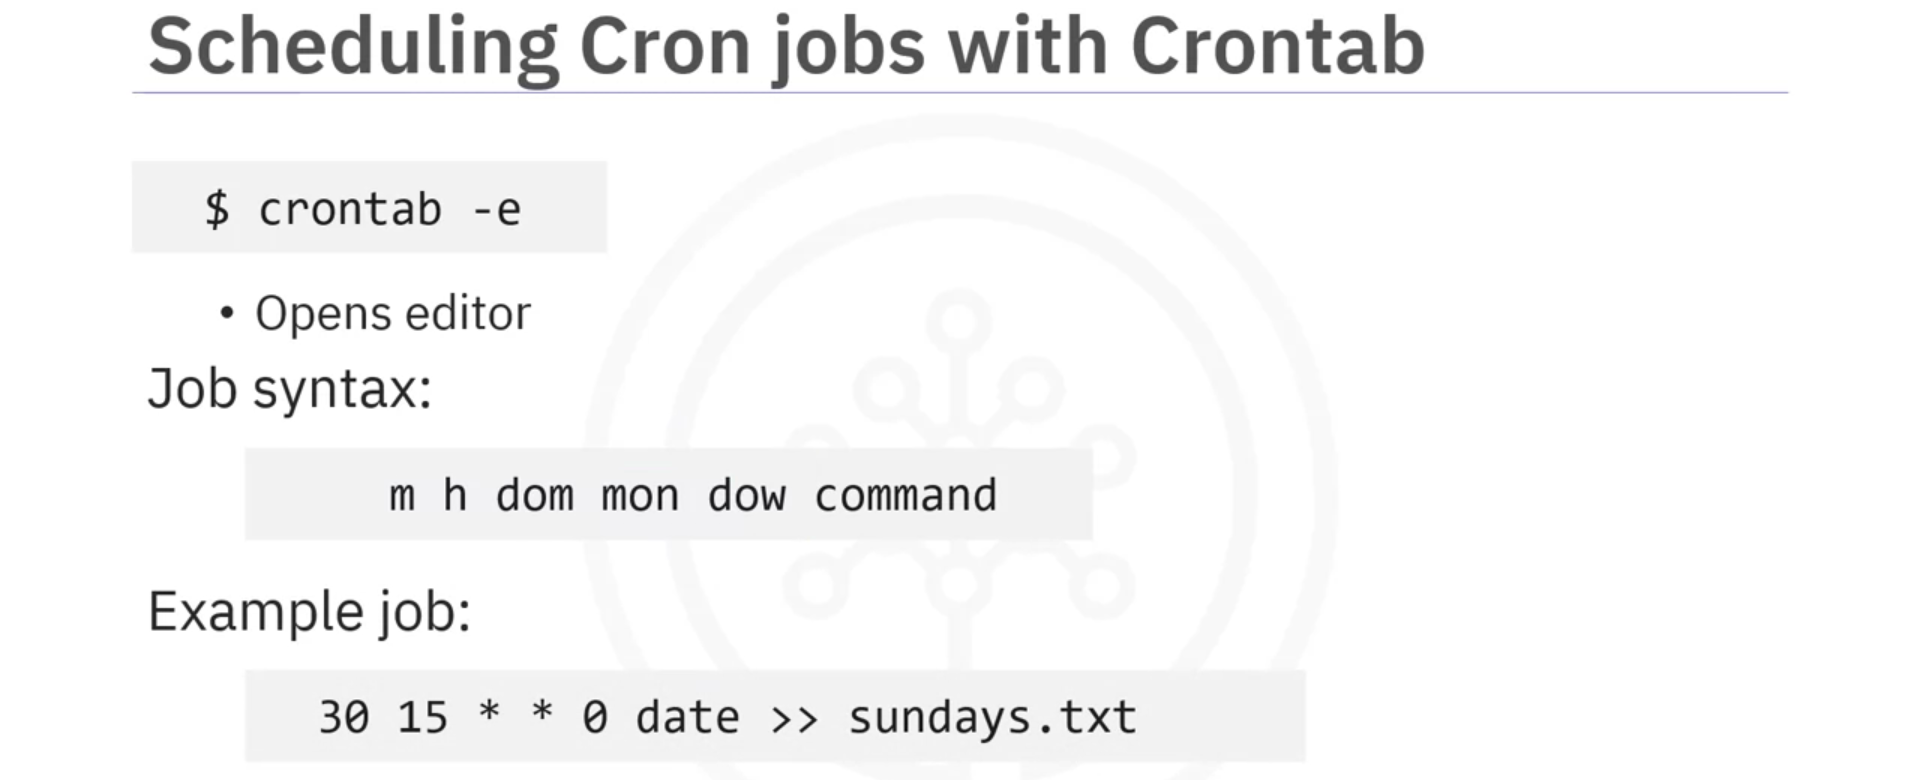 Scheduling Cron jobs with Crontab
$ crontab -e
• Opens editor
Job syntax:
m h dom mon dow command
Example job:
30 15 * * 0 date >> sundays.txt